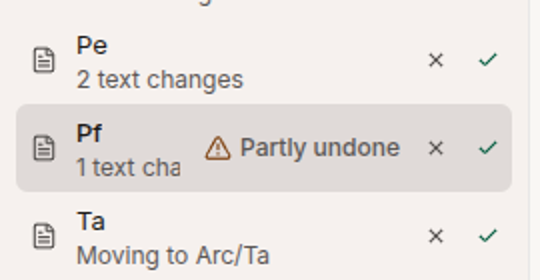 Pe
2 text changes
Pf
1 text cha
Partly undone
Ta
Moving to Arc/Ta